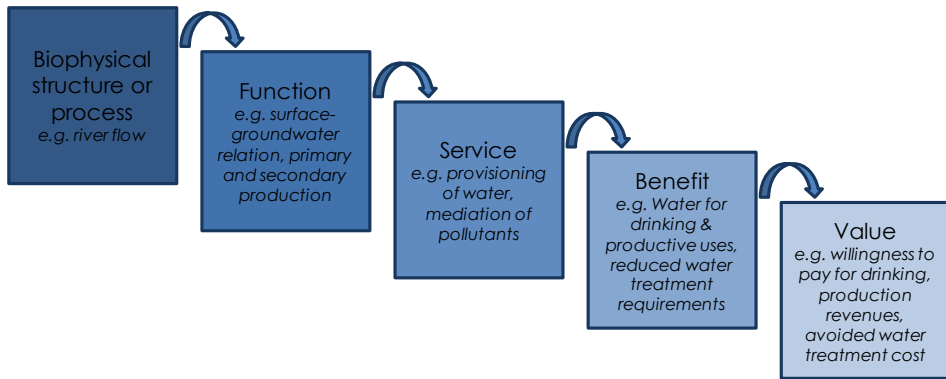 Biophysical
structure or
process
e.g. river flow
Function
e.g. surface-
groundwater
relation, primary
and secondary
production
Service
e.g. provisioning
of water,
mediation of
pollutants
Benefit
e.g. Water for
drinking &
productive uses,
reduced water
treatment
requirements
Value
e.g. willingness to
pay for drinking,
production
revenues,
avoided water
treatment cost